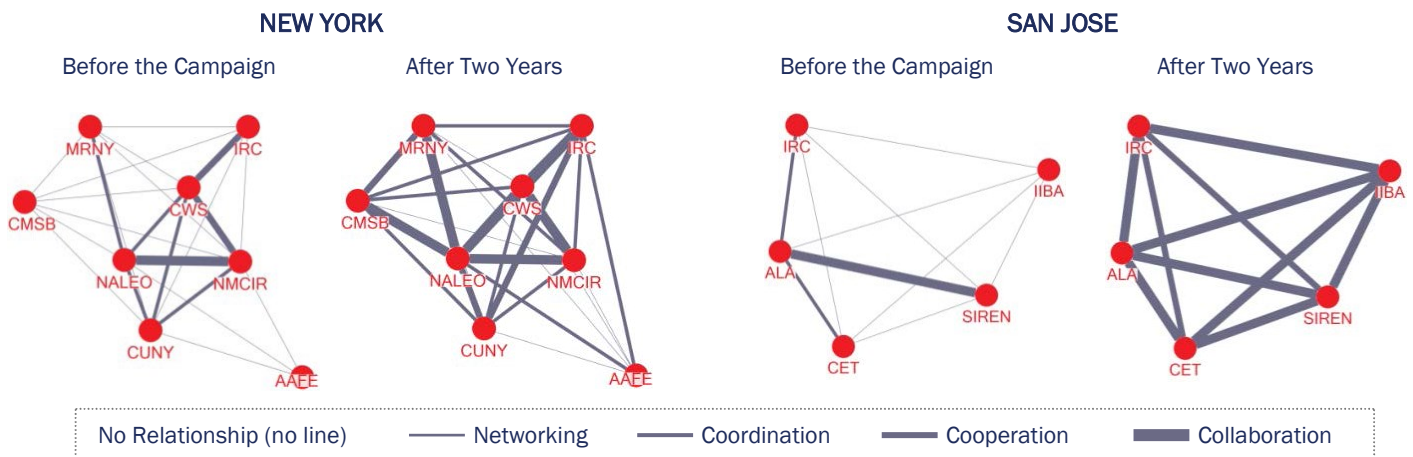 NEW YORK
SAN JOSE
Before the Campaign
After Two Years
Before the Campaign
After Two Years
MRNY
IRC
CMSB
CWS
NALEO
NMCIR
CUNY
AAFE
MRNY
IRC
CMSB
CWS
NALEO
NMCIR
CUNY
AAFE
IRC
IIBA
ALA
SIREN
CET
IRC
IIBA
ALA
SIREN
CET
No Relationship (no line) Networking Coordination Cooperation Collaboration